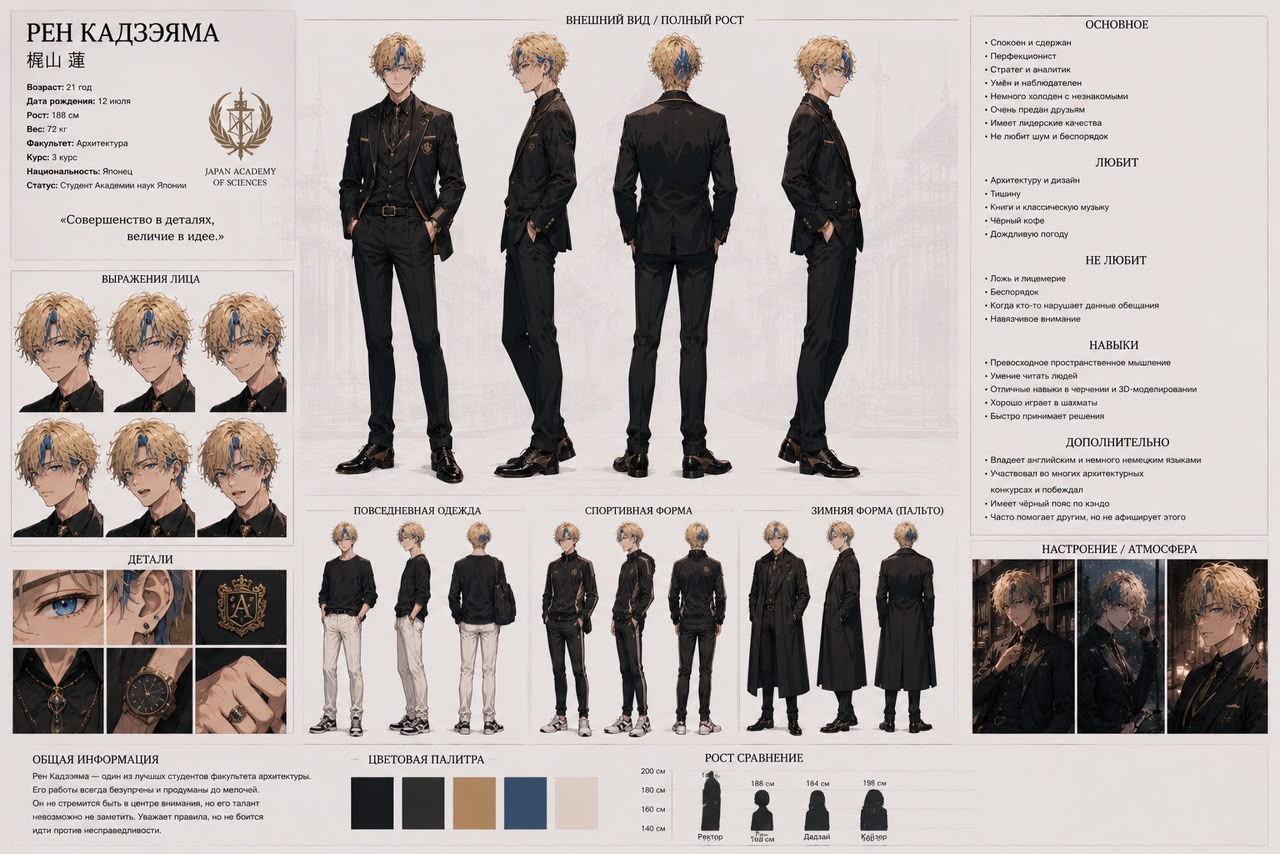 РЕН КАДЗЭЯМА
梶山 蓮
Возраст: 21 год
Дата рождения: 12 июля
Рост: 188 см
Вес: 72 кг
Факультет: Архитектура
Курс: 3 курс
Национальность: Японец
Статус: Студент Академии наук Японии
JAPAN ACADEMY
OF SCIENCES
«Совершенство в деталях,
величие в идее.»
ВЫРАЖЕНИЯ ЛИЦА
ДЕТАЛИ
A
ВНЕШНИЙ ВИД / ПОЛНЫЙ РОСТ
ПОВСЕДНЕВНАЯ ОДЕЖДА
СПОРТИВНАЯ ФОРМА
ЗИМНЯЯ ФОРМА (ПАЛЬТО)
ОСНОВНОЕ
• Спокоен и сдержан
• Перфекционист
• Стратег и аналитик
• Умён и наблюдателен
• Немного холоден с незнакомыми
• Очень предан друзьям
• Имеет лидерские качества
• Не любит шум и беспорядок
ЛЮБИТ
• Архитектуру и дизайн
• Тишину
• Книги и классическую музыку
• Чёрный кофе
• Дождливую погоду
НЕ ЛЮБИТ
• Ложь и лицемерие
• Беспорядок
• Когда кто-то нарушает данные обещания
• Навязчивое внимание
НАВЫКИ
• Превосходное пространственное мышление
• Умение читать людей
• Отличные навыки в черчении и 3D-моделировании
• Хорошо играет в шахматы
• Быстро принимает решения
ДОПОЛНИТЕЛЬНО
• Владеет английским и немного немецким языками
• Участвовал во многих архитектурных
конкурсах и побеждал
• Имеет чёрный пояс по кэндо
• Часто помогает другим, но не афиширует этого
НАСТРОЕНИЕ / АТМОСФЕРА
ОБЩАЯ ИНФОРМАЦИЯ
Рен Кадзэяма — один из лучших студентов факультета архитектуры.
Его работы всегда безупречны и продуманы до мелочей.
Он не стремится быть в центре внимания, но его талант
невозможно не заметить. Уважает правила, но не боится
идти против несправедливости.
ЦВЕТОВАЯ ПАЛИТРА
РОСТ СРАВНЕНИЕ
200 см
180 см
160 см
140 см
188 см
184 см
198 см
Ректор
Дадзай
Кайзер